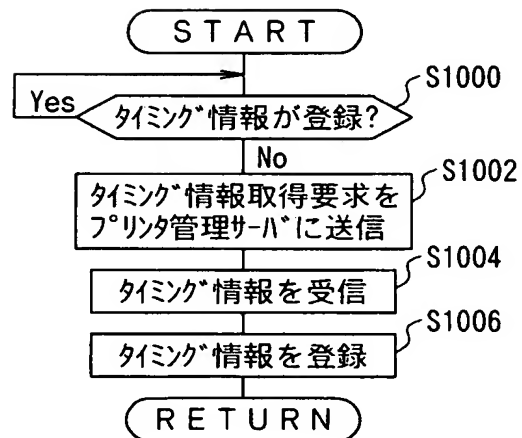 START
S1000
Yes
タイミング情報が登録?
No
S1002
タイミング情報取得要求を
プリンタ管理サーバに送信
S1004
タイミング情報を受信
S1006
タイミング情報を登録
RETURN